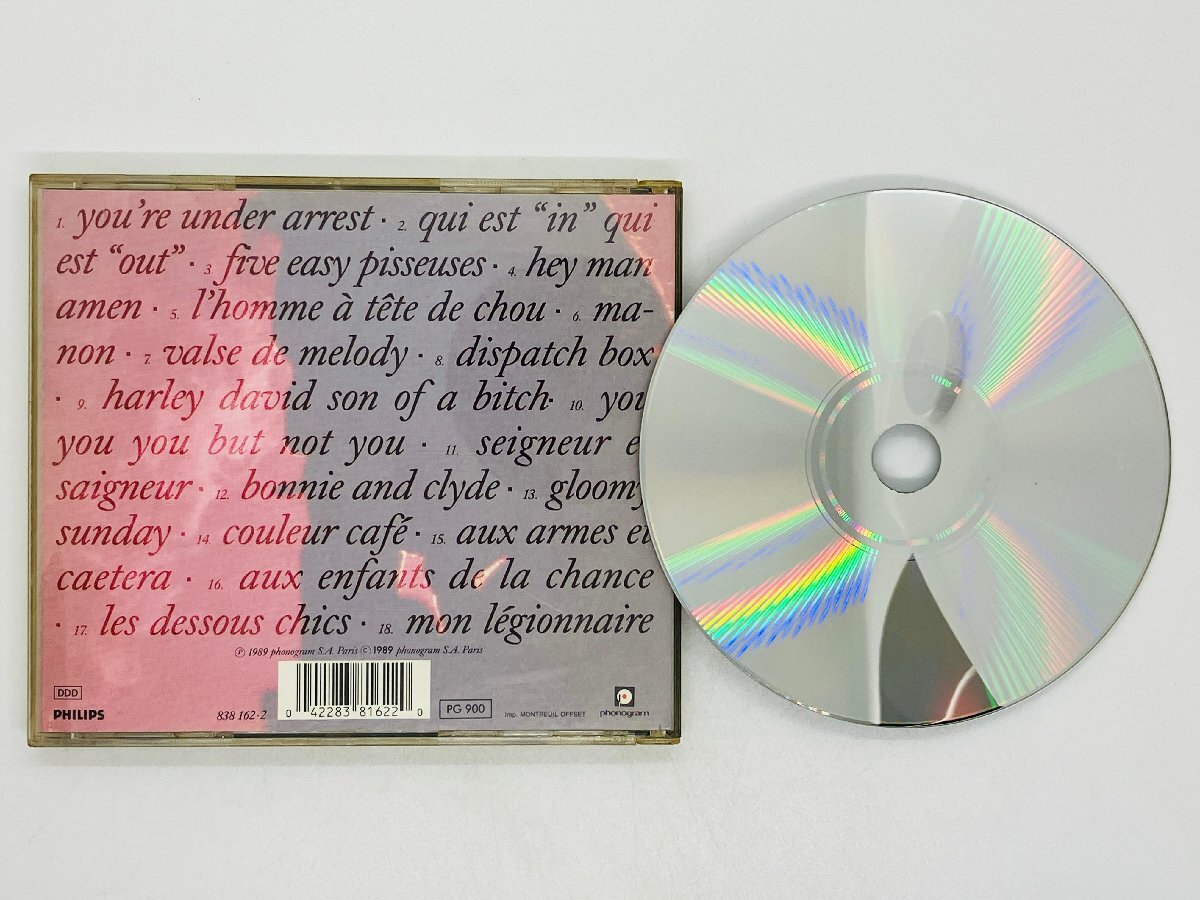 1. you're under arrest · 2. qui est “in” qui
est “out” · 3 five easy pisseuses · 4. hey man
amen · 5. l'homme à tête de chou · 6. ma-
non · 7. valse de melody · 8. dispatch box
· 9. harley david son of a bitch · 10. you
you you but not you · 11. seigneur e
saigneur · 12. bonnie and clyde · 13. gloomy
sunday · 14 couleur café · 15. aux armes et
caetera · 16. aux enfants de la chance
· 17. les dessous chics · 18. mon légionnaire
Ⓟ 1989 phonogram S.A. Paris © 1989 phonogram S.A. Paris
DDD
PHILIPS
838 162-2
0 42283 81622 0
PG 900
Imp. MONTREUIL OFFSET
phonogram